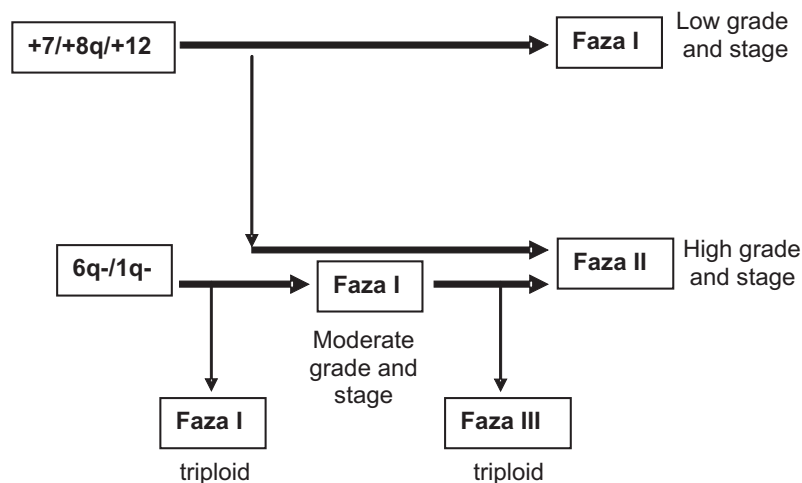 +7/+8q/+12
Faza I
Low grade
and stage
6q-/1q-
Faza I
Moderate
grade and
stage
Faza II
High grade
and stage
Faza I
triploid
Faza III
triploid